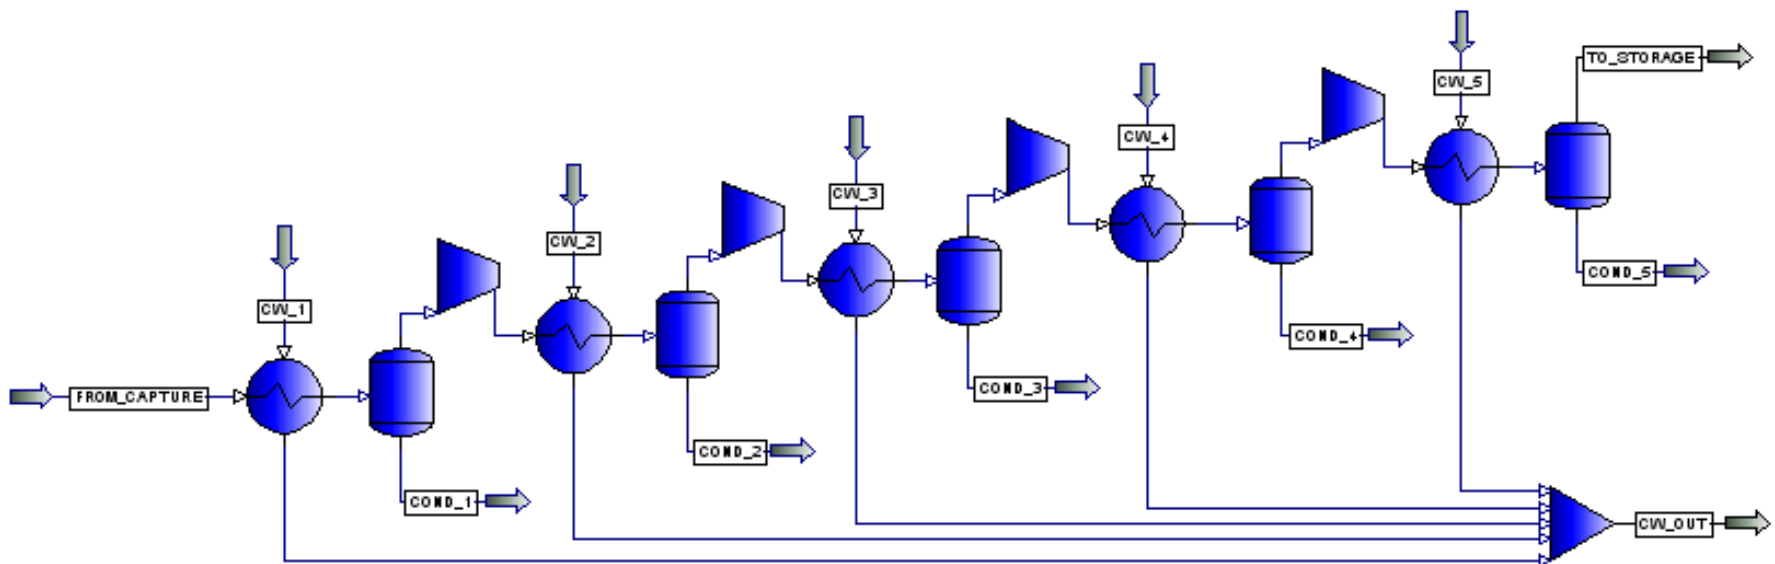 TO_STORAGE
CW_5
CW_4
CW_3
CW_2
COND_5
CW_1
COND_4
COND_3
FROM_CAPTURE
COND_2
COND_1
CW_OUT